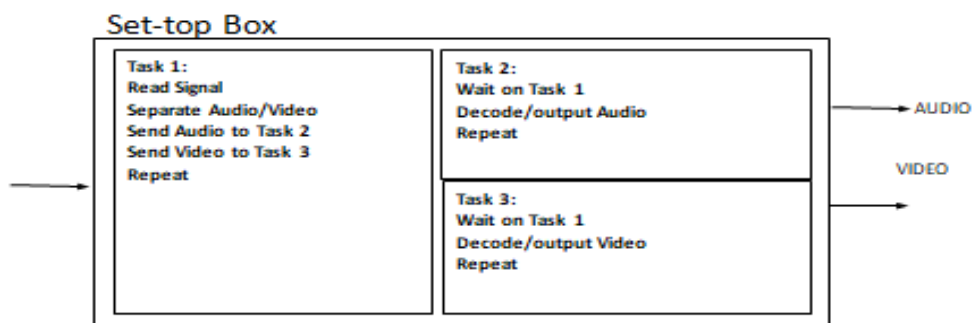 Set-top Box
Task 1:
Read Signal
Separate Audio/Video
Send Audio to Task 2
Send Video to Task 3
Repeat
Task 2:
Wait on Task 1
Decode/output Audio
Repeat
Task 3:
Wait on Task 1
Decode/output Video
Repeat
AUDIO
VIDEO